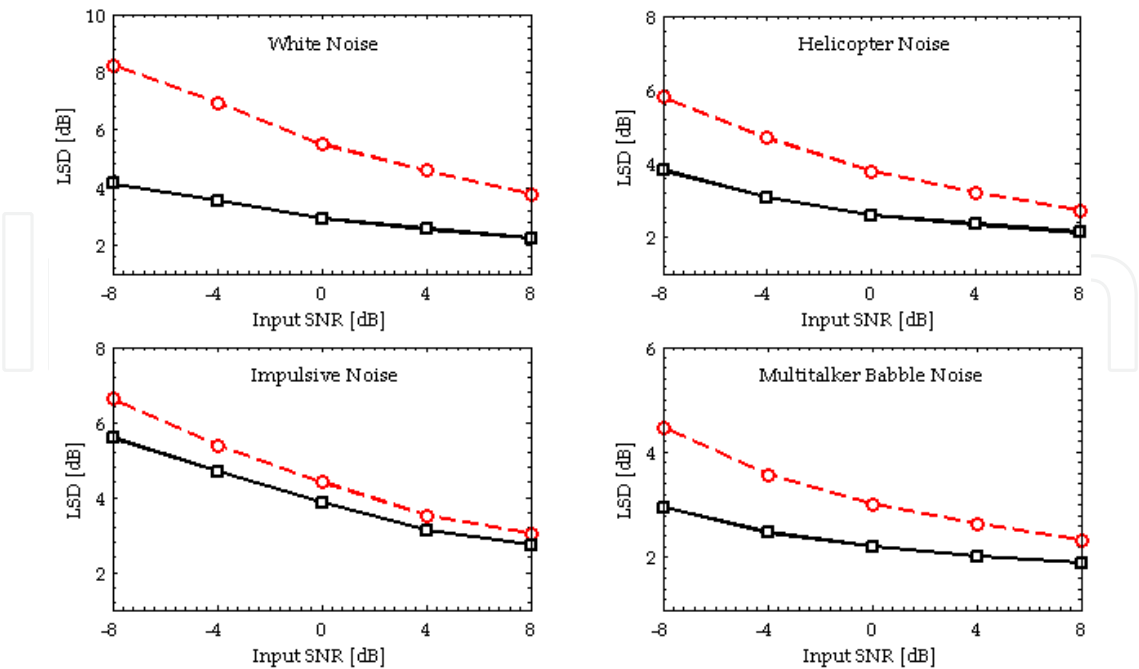 White Noise
10
8
6
4
2
LSD [dB]
-8 -4 0 4 8
Input SNR [dB]
Helicopter Noise
8
6
4
2
LSD [dB]
-8 -4 0 4 8
Input SNR [dB]
Impulsive Noise
8
6
4
2
LSD [dB]
-8 -4 0 4 8
Input SNR [dB]
Multitalker Babble Noise
6
4
2
LSD [dB]
-8 -4 0 4 8
Input SNR [dB]